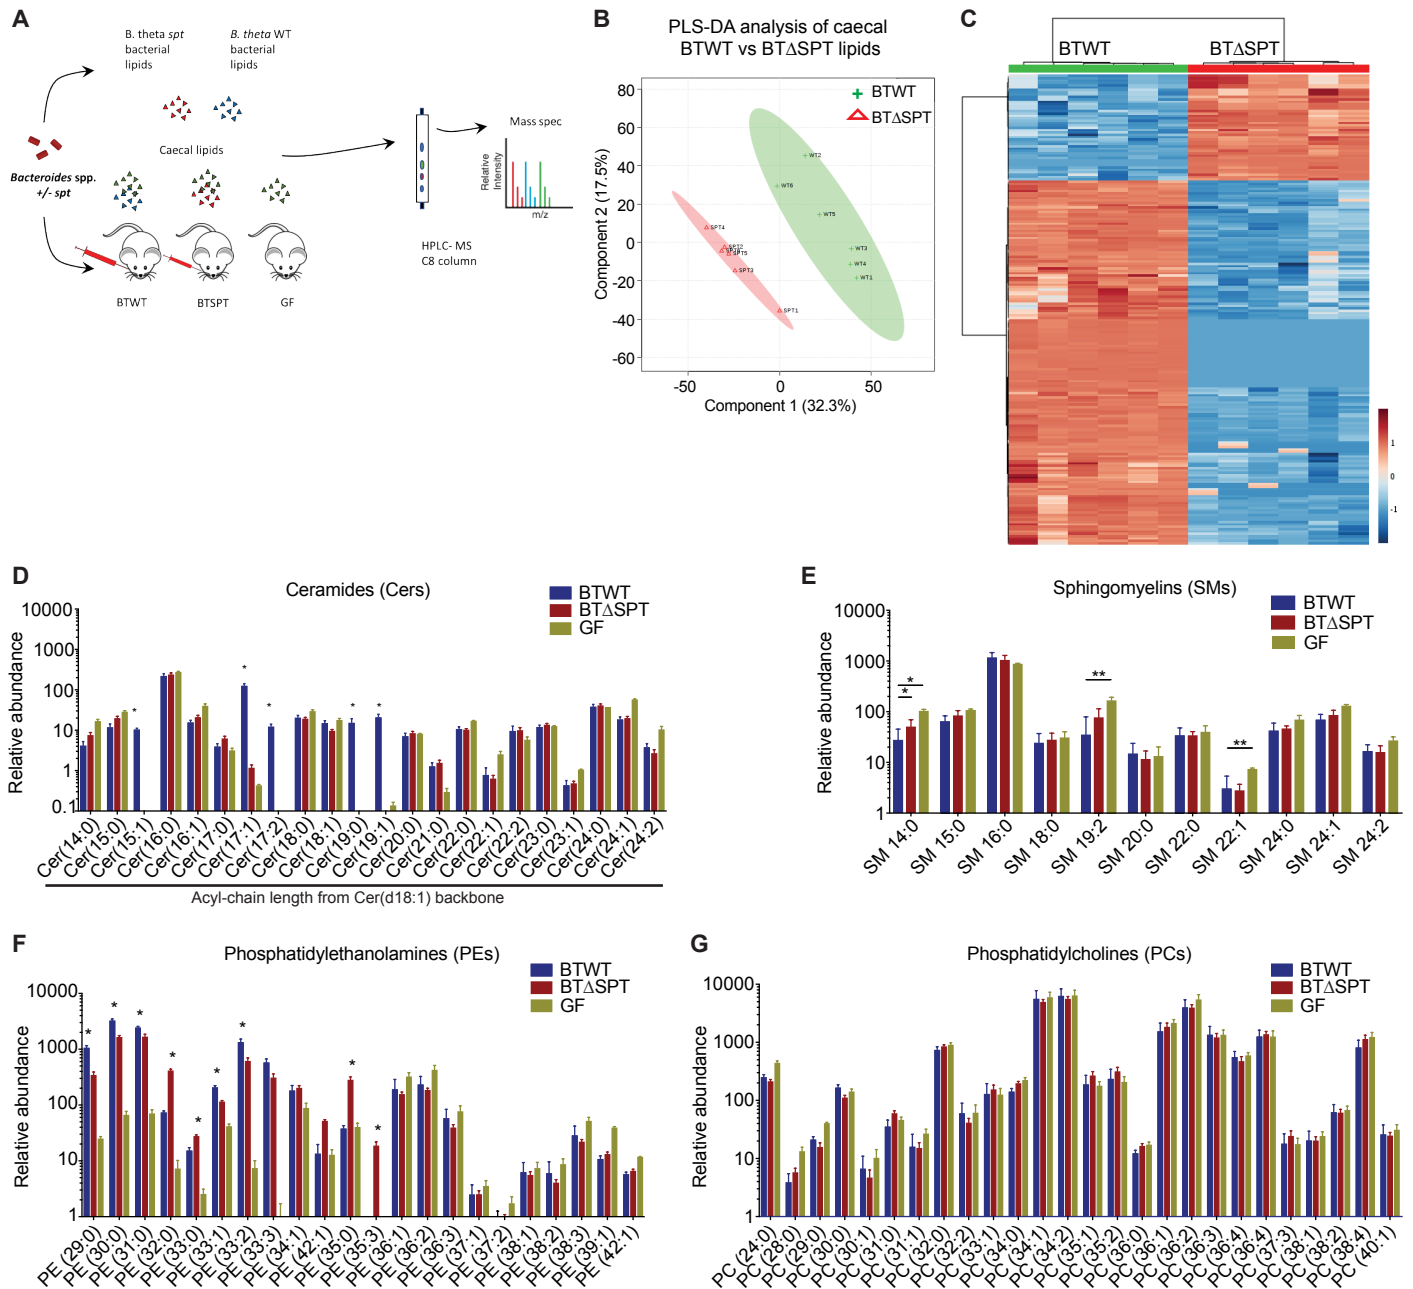 A
B. theta spt
bacterial
lipids
B. theta WT
bacterial
lipids
Caecal lipids
Bacteroides spp.
+/- spt
BTWT
BTSPT
GF
HPLC- MS
C8 column
Mass spec
Relative
Intensity
m/z
B
PLS-DA analysis of caecal
BTWT vs BTΔSPT lipids
BTWT
BTΔSPT
Component 2 (17.5%)
80
60
40
20
0
-20
-40
-60
WT2
WT6
WT5
WT3
WT4
WT1
SPT4
SPT2
SPT5
SPT3
SPT1
-50
0
50
Component 1 (32.3%)
C
BTWT
BTΔSPT
1
0
-1
D
Ceramides (Cers)
BTWT
BTΔSPT
GF
Relative abundance
10000
1000
100
10
1
0.1
*
*
*
*
*
Cer(14:0)
Cer(15:0)
Cer(15:1)
Cer(16:0)
Cer(16:1)
Cer(17:0)
Cer(17:1)
Cer(17:2)
Cer(18:0)
Cer(18:1)
Cer(19:0)
Cer(19:1)
Cer(20:0)
Cer(21:0)
Cer(22:0)
Cer(22:1)
Cer(22:2)
Cer(23:0)
Cer(23:1)
Cer(24:0)
Cer(24:1)
Cer(24:2)
Acyl-chain length from Cer(d18:1) backbone
E
Sphingomyelins (SMs)
BTWT
BTΔSPT
GF
Relative abundance
10000
1000
100
10
1
*
*
**
**
SM 14:0
SM 15:0
SM 16:0
SM 18:0
SM 19:2
SM 20:0
SM 22:0
SM 22:1
SM 24:0
SM 24:1
SM 24:2
F
Phosphatidylethanolamines (PEs)
BTWT
BTΔSPT
GF
Relative abundance
10000
1000
100
10
1
*
*
*
*
*
*
*
*
*
PE (29:0)
PE (30:0)
PE (31:0)
PE (32:0)
PE (33:0)
PE (33:1)
PE (33:2)
PE (33:3)
PE (34:1)
PE (42:1)
PE (35:0)
PE (35:3)
PE (36:1)
PE (36:2)
PE (36:3)
PE (37:1)
PE (37:2)
PE (38:1)
PE (38:2)
PE (38:3)
PE (39:1)
PE (42:1)
G
Phosphatidylcholines (PCs)
BTWT
BTΔSPT
GF
Relative abundance
10000
1000
100
10
1
PC (24:0)
PC (28:0)
PC (29:0)
PC (30:0)
PC (30:1)
PC (31:0)
PC (31:1)
PC (32:0)
PC (32:2)
PC (33:1)
PC (34:0)
PC (34:1)
PC (34:2)
PC (35:1)
PC (35:2)
PC (36:0)
PC (36:1)
PC (36:2)
PC (36:3)
PC (36:4)
PC (36:4)
PC (37:3)
PC (38:1)
PC (38:2)
PC (38:4)
PC (40:1)